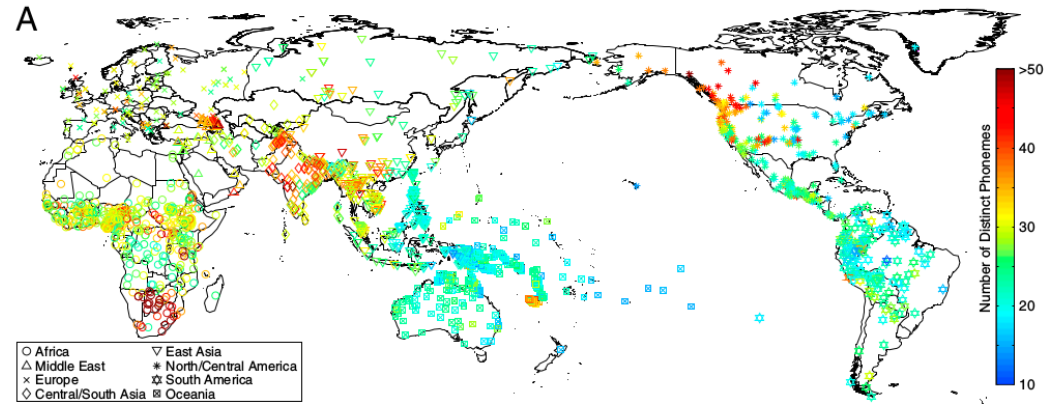 A
>50
40
30
20
10
Number of Distinct Phonemes
Africa
Middle East
Europe
Central/South Asia
East Asia
North/Central America
South America
Oceania